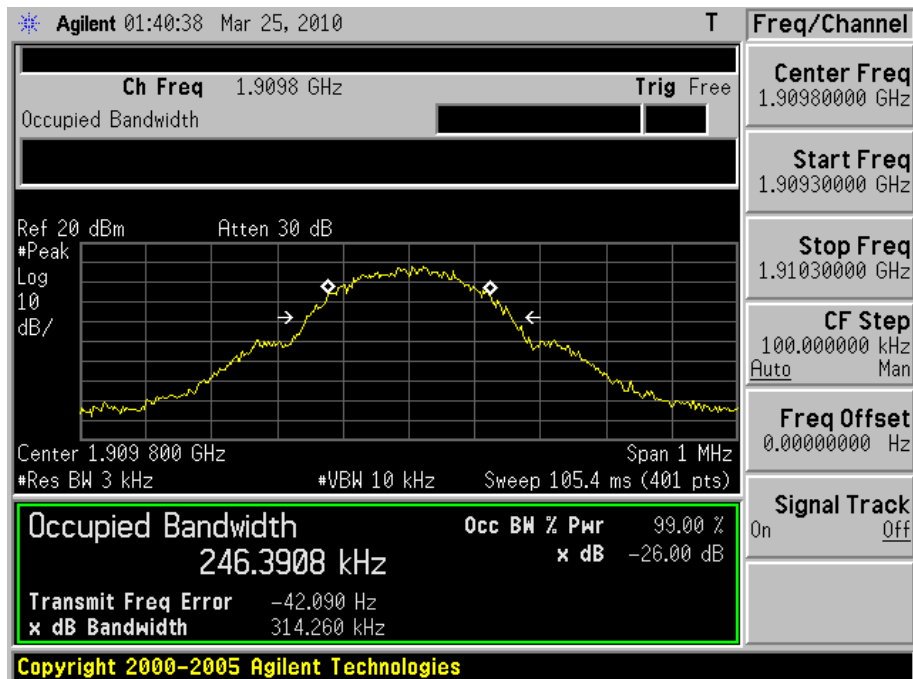 Agilent 01:40:38 Mar 25, 2010 T
Freq/Channel
Ch Freq 1.9098 GHz Trig Free
Occupied Bandwidth
Center Freq
1.90980000 GHz
Start Freq
1.90930000 GHz
Stop Freq
1.91030000 GHz
CF Step
100.000000 kHz
Auto Man
Freq Offset
0.00000000 Hz
Signal Track
On Off
Ref 20 dBm Atten 30 dB
#Peak
Log
10
dB/
Center 1.909 800 GHz Span 1 MHz
#Res BW 3 kHz #VBW 10 kHz Sweep 105.4 ms (401 pts)
Occupied Bandwidth
246.3908 kHz
Occ BW % Pwr 99.00 %
x dB -26.00 dB
Transmit Freq Error -42.090 Hz
x dB Bandwidth 314.260 kHz
Copyright 2000-2005 Agilent Technologies